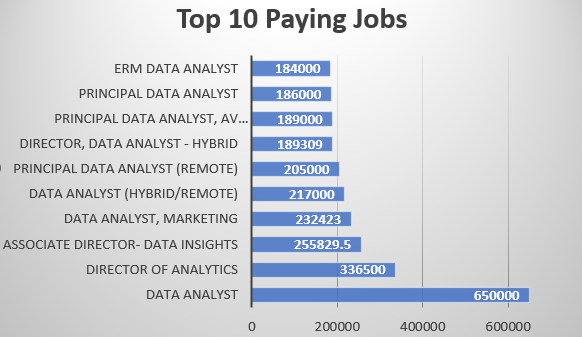 Top 10 Paying Jobs
ERM DATA ANALYST 184000
PRINCIPAL DATA ANALYST 186000
PRINCIPAL DATA ANALYST, AV... 189000
DIRECTOR, DATA ANALYST - HYBRID 189309
PRINCIPAL DATA ANALYST (REMOTE) 205000
DATA ANALYST (HYBRID/REMOTE) 217000
DATA ANALYST, MARKETING 232423
ASSOCIATE DIRECTOR- DATA INSIGHTS 255829.5
DIRECTOR OF ANALYTICS 336500
DATA ANALYST 650000
0 200000 400000 600000